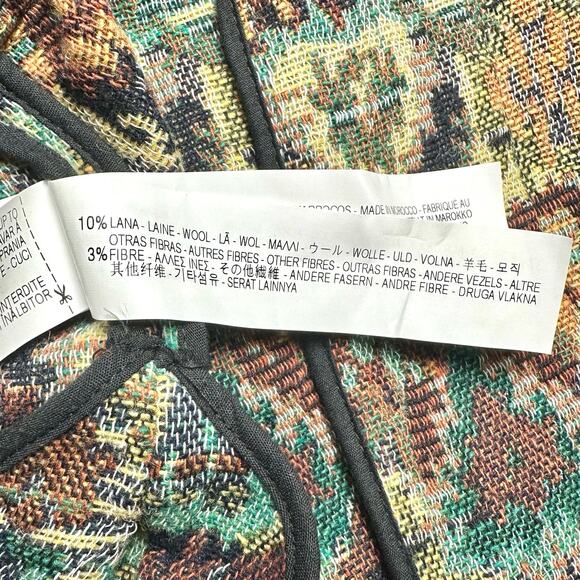 MADE IN MOROCCO - FABRIQUÉ AU
MAROKKO
10% LANA - LAINE - WOOL - LÃ - WOL - ΜΑΛΛΙ - ウール - WOLLE - ULD - VOLNA - 羊毛 - 모직
3% OTRAS FIBRAS - AUTRES FIBRES - OTHER FIBRES - OUTRAS FIBRAS - ANDERE VEZELS - ALTRE
FIBRE - ΑΛΛΕΣ ΙΝΕΣ - その他繊維 - ANDERE FASERN - ANDRE FIBRE - DRUGA VLAKNA
其他纤维 - 기타섬유 - SERAT LAINNYA
UP TO
E-CUCI